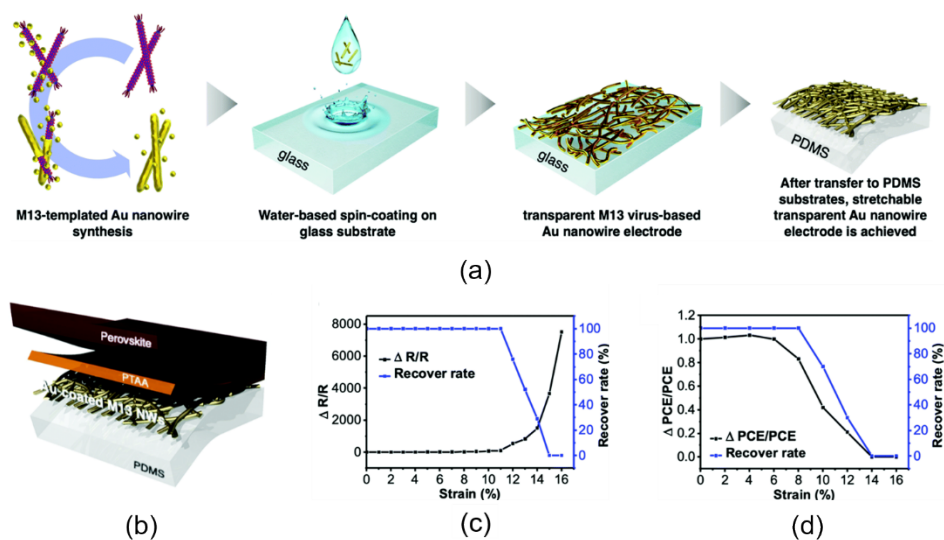 glass
glass
PDMS
M13-templated Au nanowire
synthesis
Water-based spin-coating on
glass substrate
transparent M13 virus-based
Au nanowire electrode
After transfer to PDMS
substrates, stretchable
transparent Au nanowire
electrode is achieved
(a)
Perovskite
PTAA
Au-coated M13 NW
PDMS
(b)
8000
6000
4000
2000
0
Δ R/R
Δ R/R
Recover rate
100
80
60
40
20
0
Recover rate (%)
0 2 4 6 8 10 12 14 16
Strain (%)
(c)
1.2
1.0
0.8
0.6
0.4
0.2
0.0
Δ PCE/PCE
Δ PCE/PCE
Recover rate
100
80
60
40
20
0
Recover rate (%)
0 2 4 6 8 10 12 14 16
Strain (%)
(d)